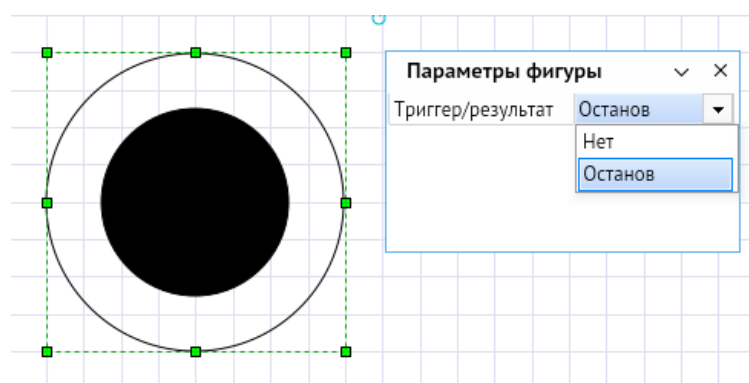 Параметры фигуры
Триггер/результат Останов
Нет
Останов